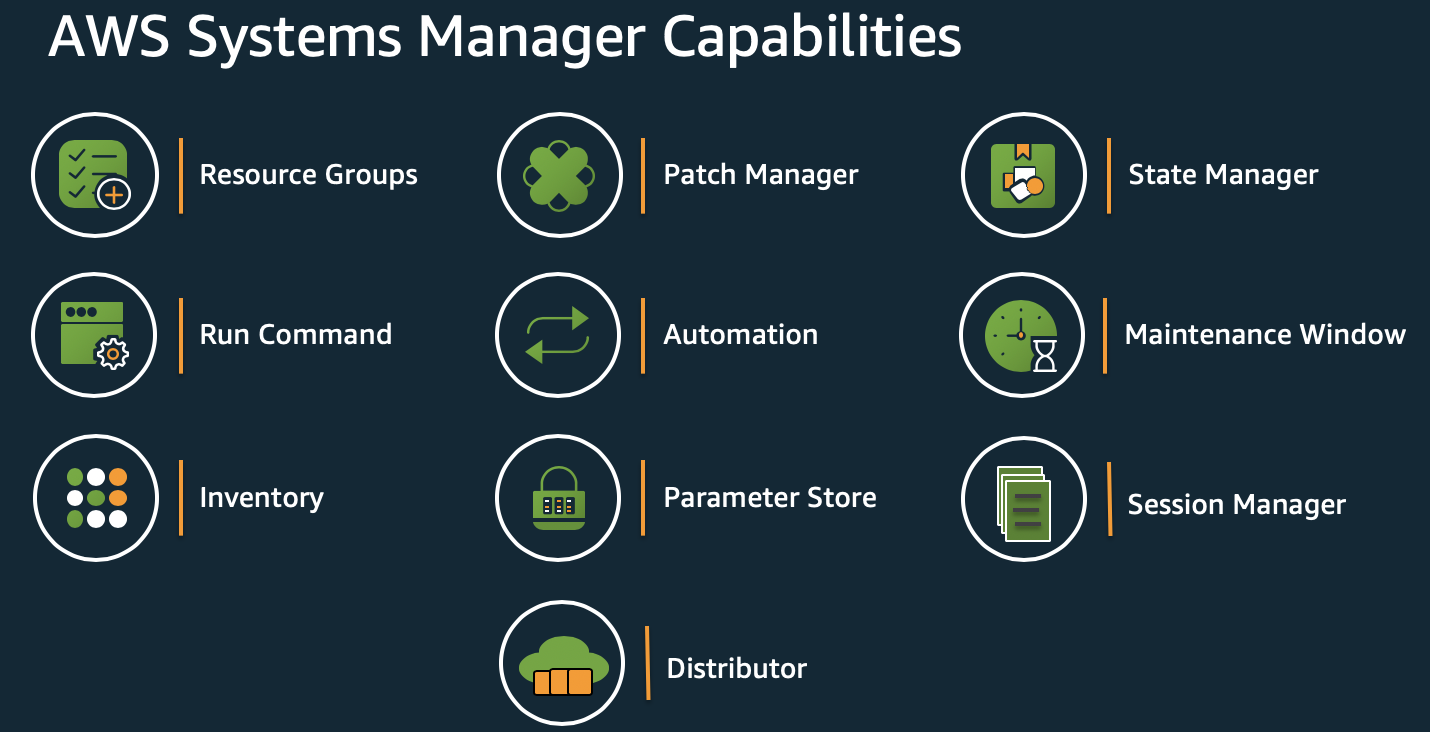 AWS Systems Manager Capabilities
Resource Groups
Patch Manager
State Manager
Run Command
Automation
Maintenance Window
Inventory
Parameter Store
Session Manager
Distributor